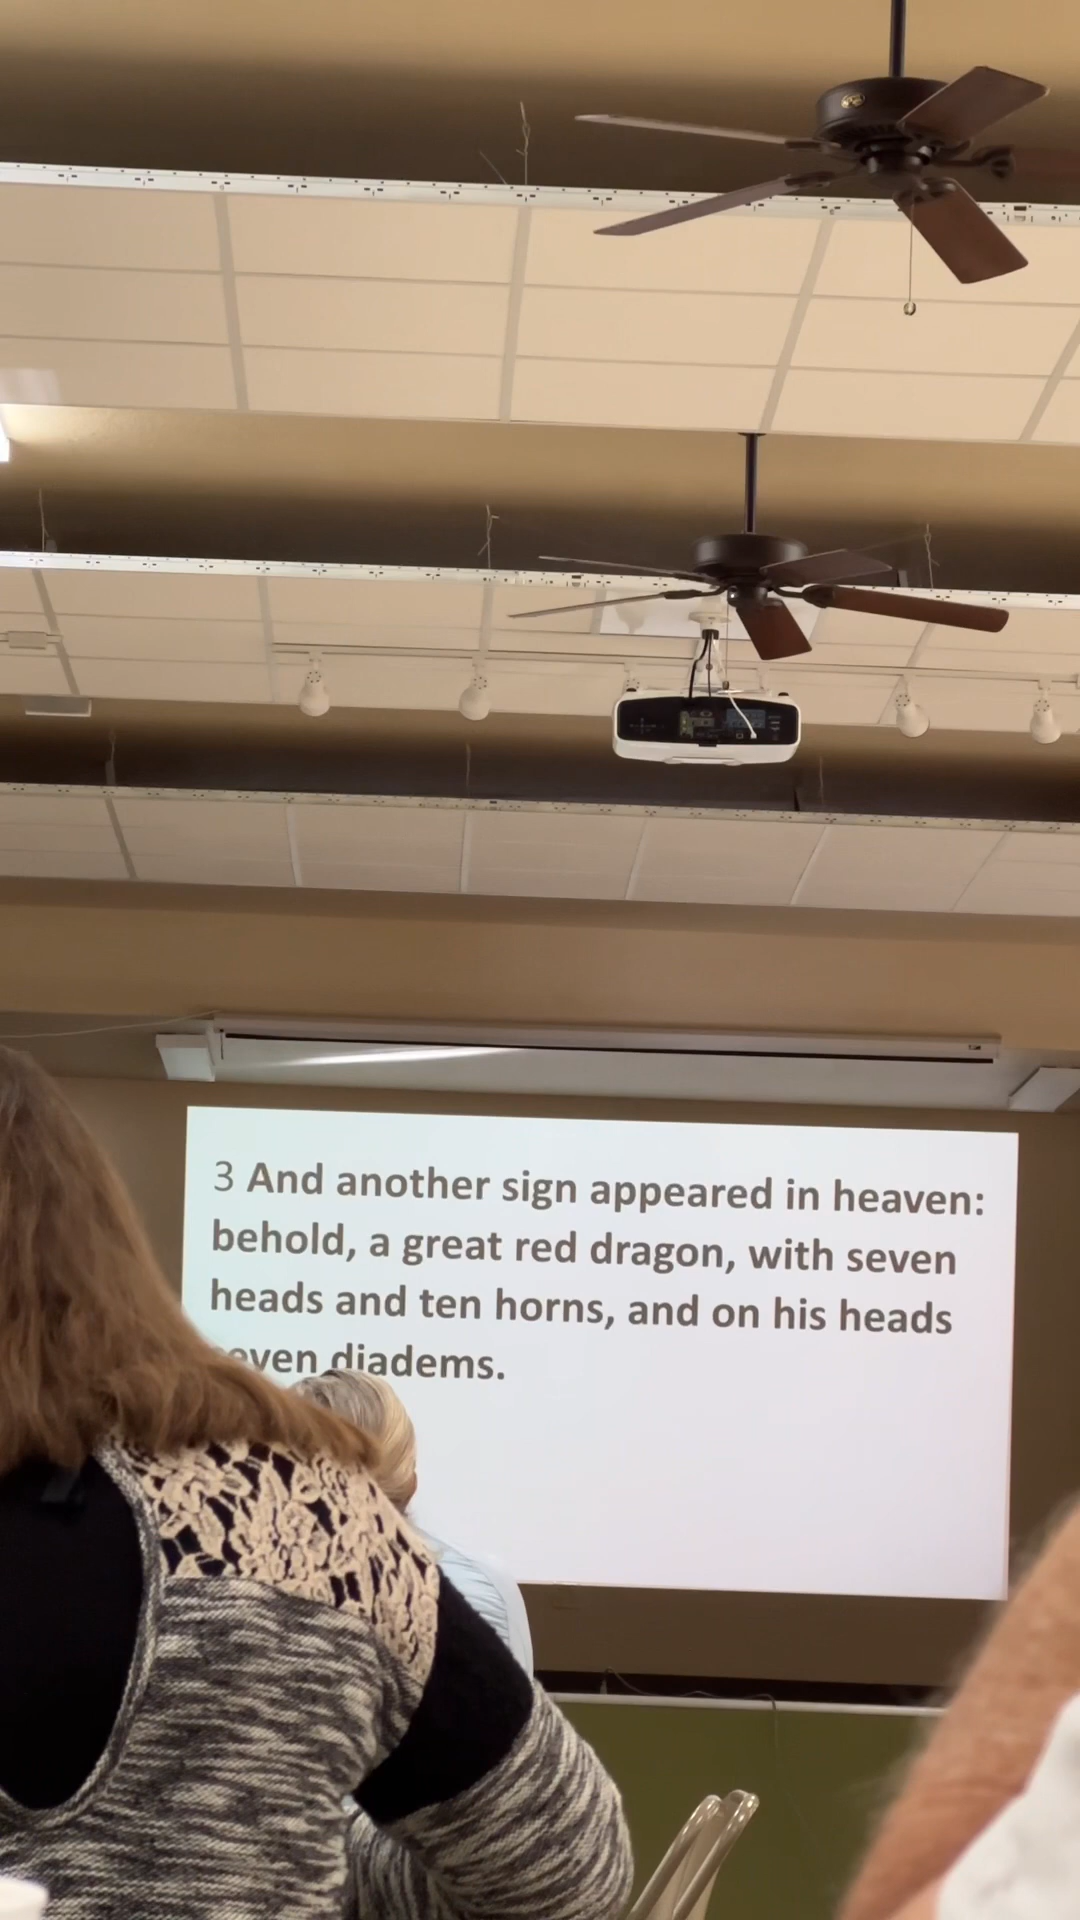 3 And another sign appeared in heaven:
behold, a great red dragon, with seven
heads and ten horns, and on his heads
diadems.